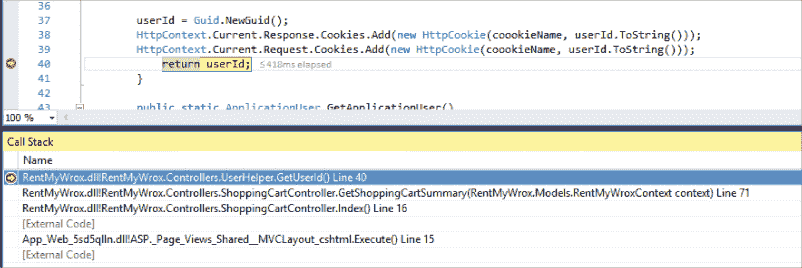 36
37 userId = Guid.NewGuid();
38 HttpContext.Current.Response.Cookies.Add(new HttpCookie(coookieName, userId.ToString()));
39 HttpContext.Current.Request.Cookies.Add(new HttpCookie(coookieName, userId.ToString()));
40 return userId; 5418ms elapsed
41 }
42
43 public static ApplicationUser GetApplicationUser()
100 %
Call Stack
Name
RentMyWrox.dll!RentMyWrox.Controllers.UserHelper.GetUserId() Line 40
RentMyWrox.dll!RentMyWrox.Controllers.ShoppingCartController.GetShoppingCartSummary(RentMyWrox.Models.RentMyWroxContext context) Line 71
RentMyWrox.dll!RentMyWrox.Controllers.ShoppingCartController.Index() Line 16
[External Code]
App_Web_5sd5qlln.dll!ASP._Page_Views_Shared__MVCLayout_cshtml.Execute() Line 15
[External Code]